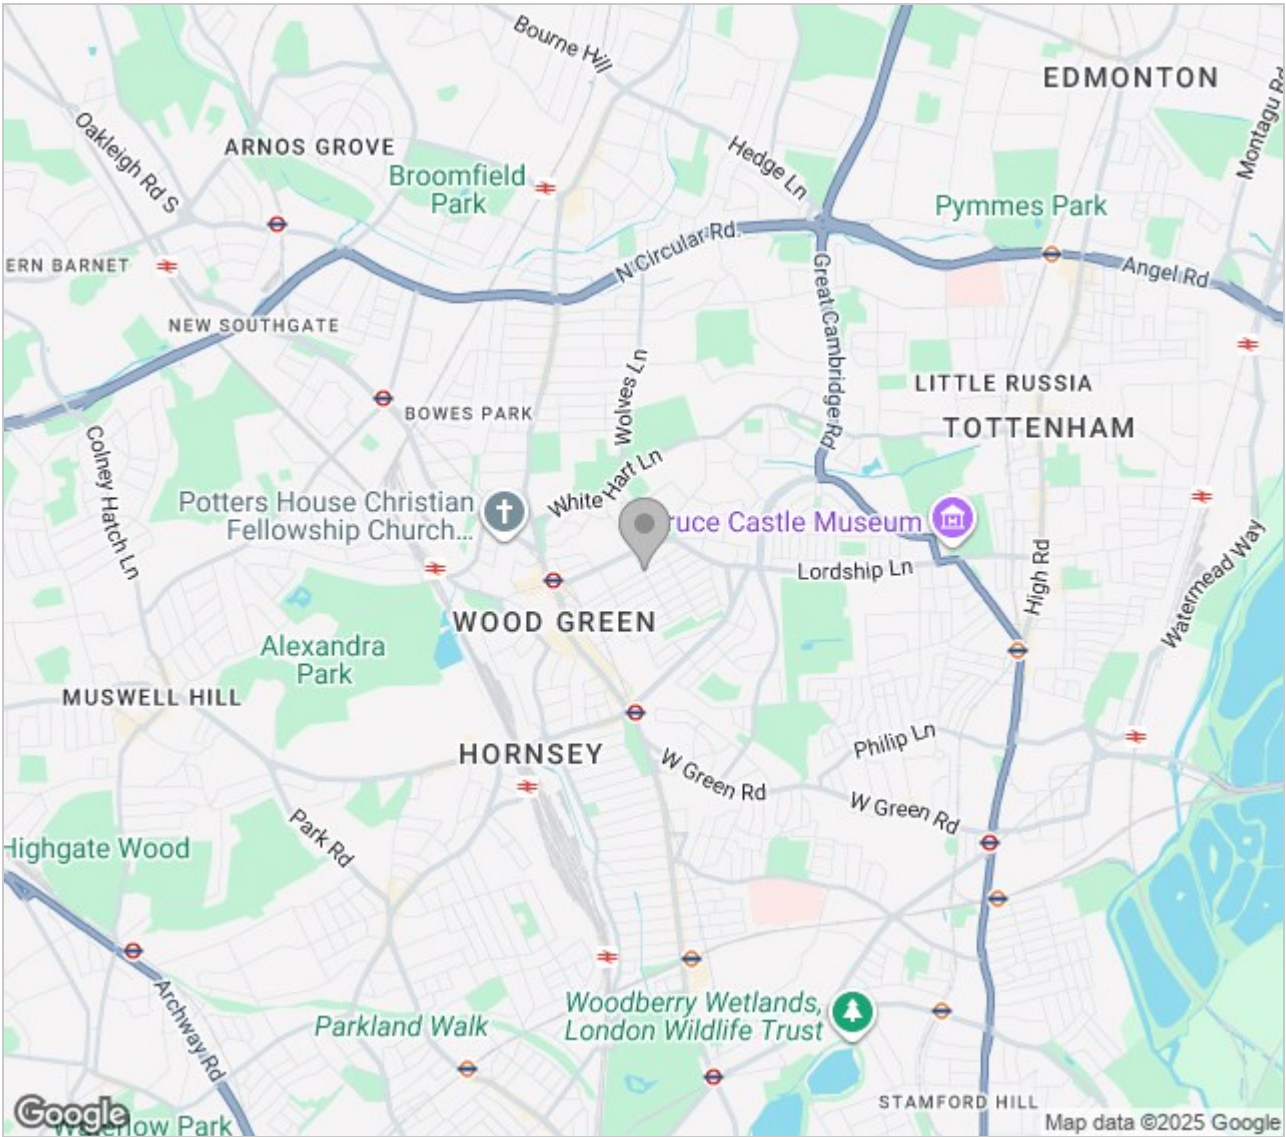 Bourne Hill
EDMONTON
Montagu Rd
Oakleigh Rd S
ARNOS GROVE
Hedge Ln
Broomfield
Park
Pymmes Park
N Circular Rd.
ERN BARNET
Angel Rd
Great Cambridge Rd
NEW SOUTHGATE
Wolves Ln
LITTLE RUSSIA
BOWES PARK
TOTTENHAM
Colney Hatch Ln
White Hart Ln
Potters House Christian
Fellowship Church...
ruce Castle Museum
Lordship Ln
High Rd
Watermead Way
WOOD GREEN
Alexandra
Park
MUSWELL HILL
Philip Ln
HORNSEY
W Green Rd
W Green Rd
Park Rd
Highgate Wood
Archway Rd
Woodberry Wetlands,
London Wildlife Trust
Parkland Walk
STAMFORD HILL
Google
Waterlow Park
Map data ©2025 Google